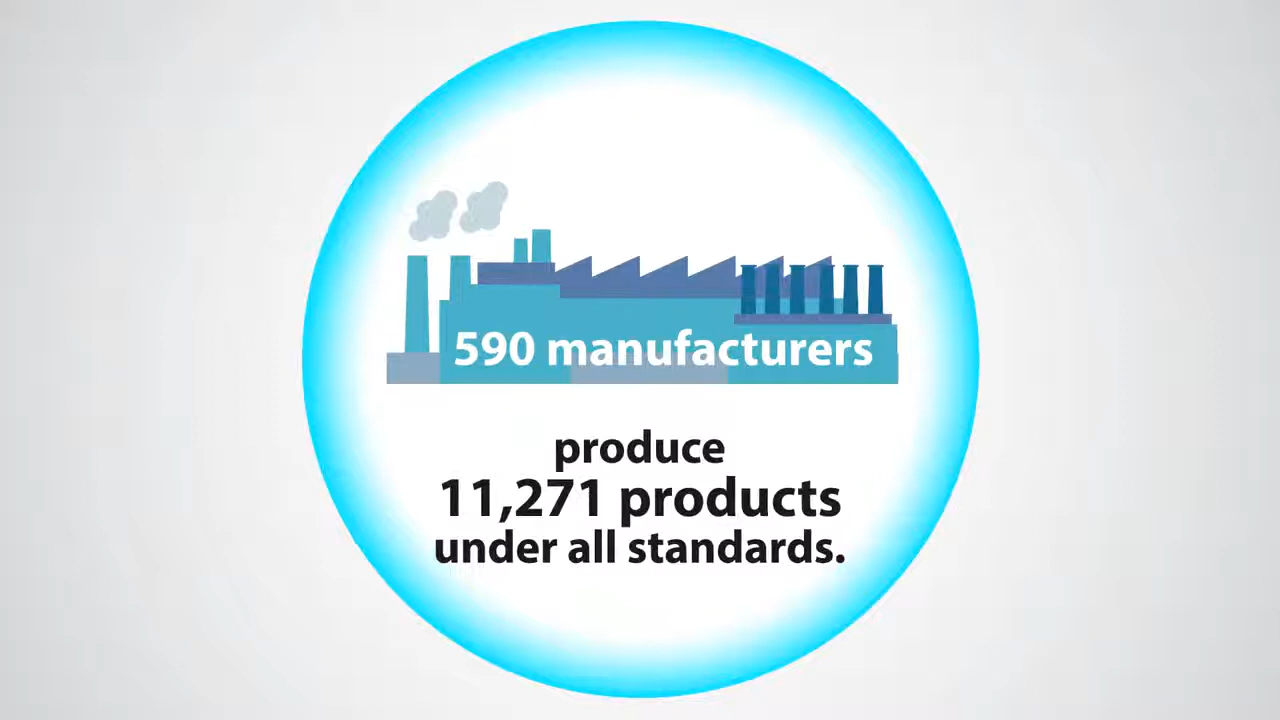 590 manufacturers
produce
11,271 products
under all standards.